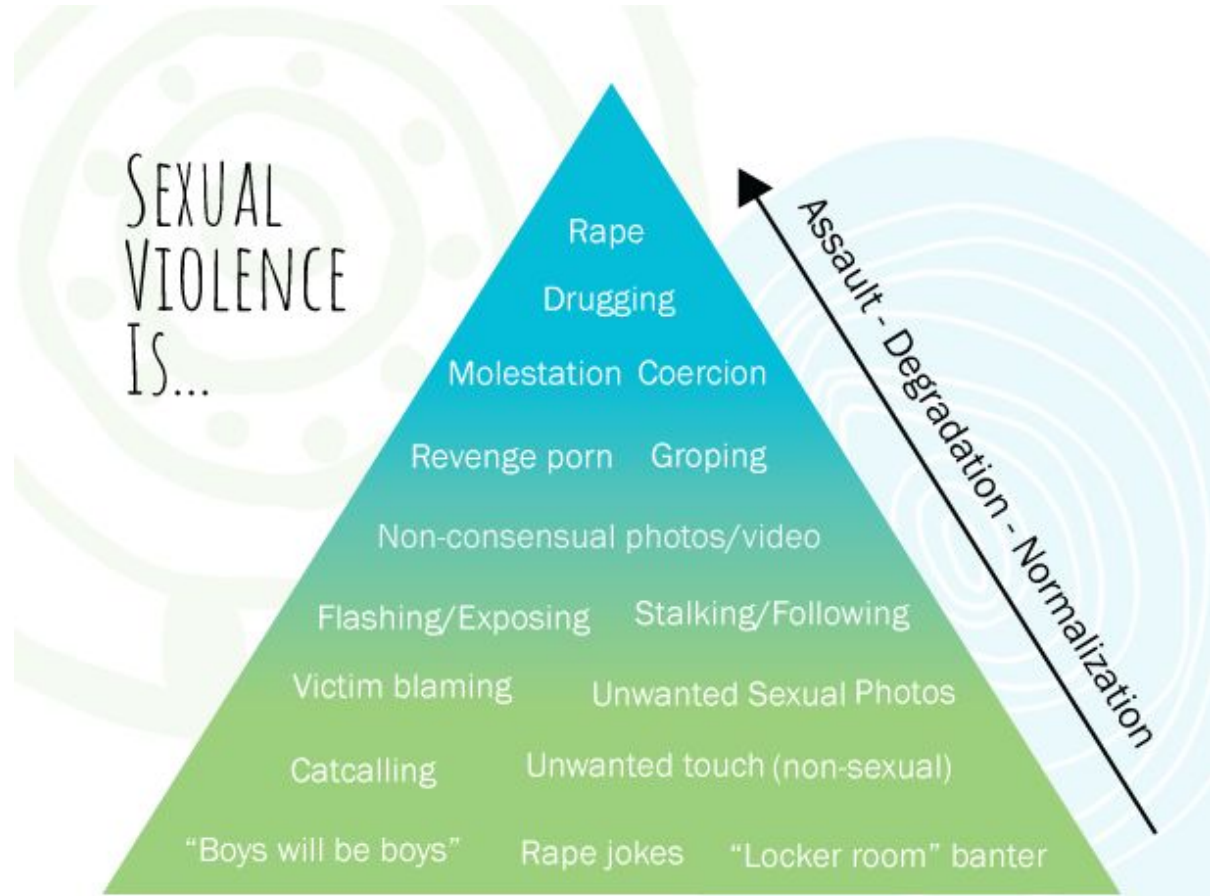 SEXUAL
VIOLENCE
IS...
Rape
Drugging
Molestation Coercion
Revenge porn Groping
Non-consensual photos/video
Flashing/Exposing Stalking/Following
Victim blaming Unwanted Sexual Photos
Catcalling Unwanted touch (non-sexual)
“Boys will be boys” Rape jokes “Locker room” banter
Assault - Degradation - Normalization